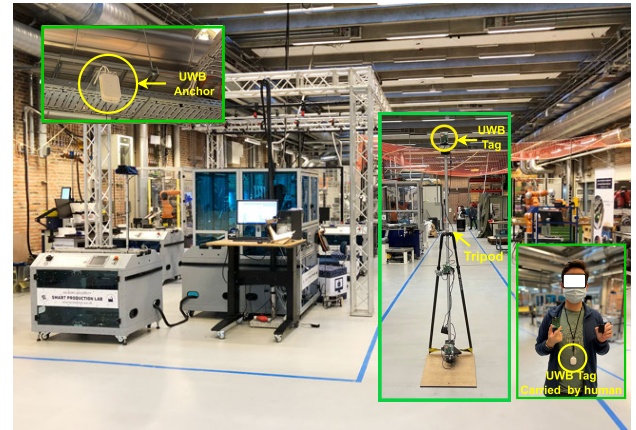 UWB
Anchor
UWB
Tag
Tripod
SMART PRODUCTION LAB
UWB Tag
Carried by human